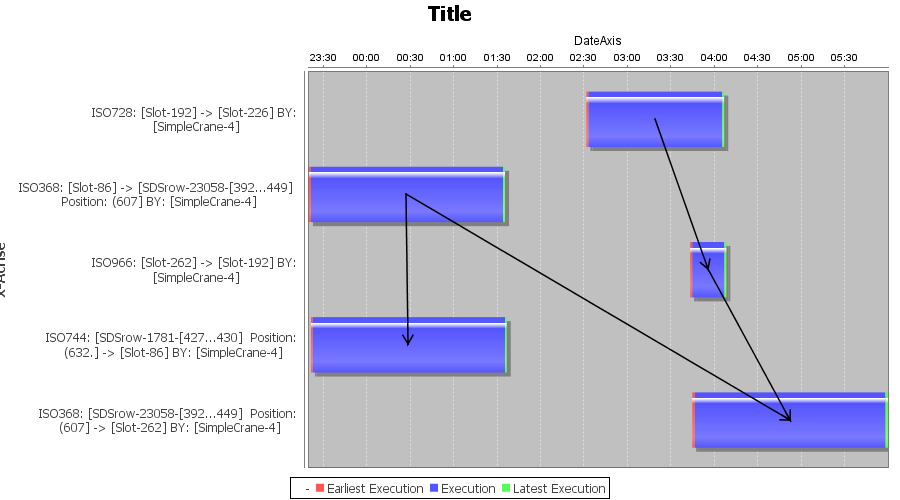 Title
DateAxis
23:30 00:00 00:30 01:00 01:30 02:00 02:30 03:00 03:30 04:00 04:30 05:00 05:30
ISO728: [Slot-192] -> [Slot-226] BY:
[SimpleCrane-4]
ISO368: [Slot-86] -> [SDSrow-23058-[392...449]
Position: (607] BY: [SimpleCrane-4]
ISO966: [Slot-262] -> [Slot-192] BY:
[SimpleCrane-4]
ISO744: [SDSrow-1781-[427...430] Position:
(632.] -> [Slot-86] BY: [SimpleCrane-4]
ISO368: [SDSrow-23058-[392...449] Position:
(607] -> [Slot-262] BY: [SimpleCrane-4]
- Earliest Execution Execution Latest Execution